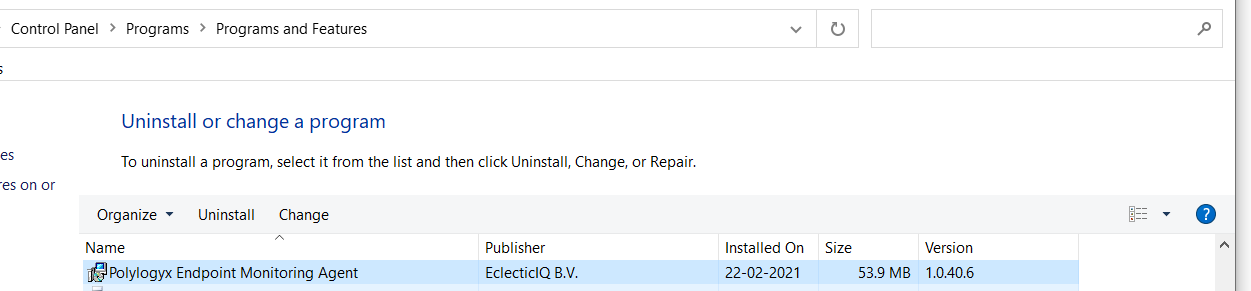 Control Panel > Programs > Programs and Features
s
Uninstall or change a program
es
To uninstall a program, select it from the list and then click Uninstall, Change, or Repair.
res on or
Organize Uninstall Change ?
Name Publisher Installed On Size Version
Polylogyx Endpoint Monitoring Agent EclecticIQ B.V. 22-02-2021 53.9 MB 1.0.40.6